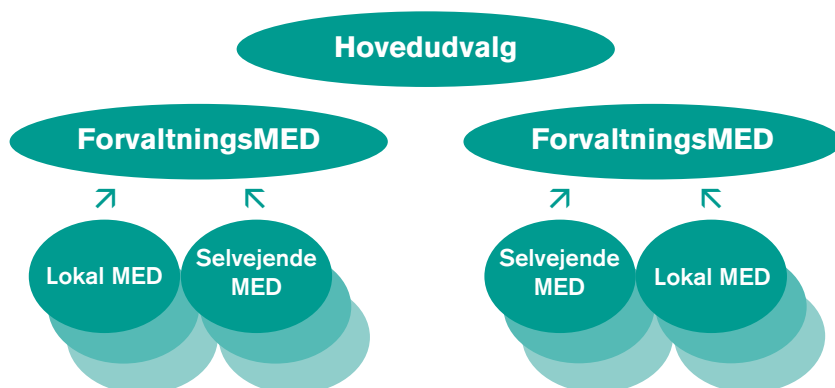 Hovedudvalg
ForvaltningsMED
ForvaltningsMED
Lokal MED
Selvejende
MED
Selvejende
MED
Lokal MED